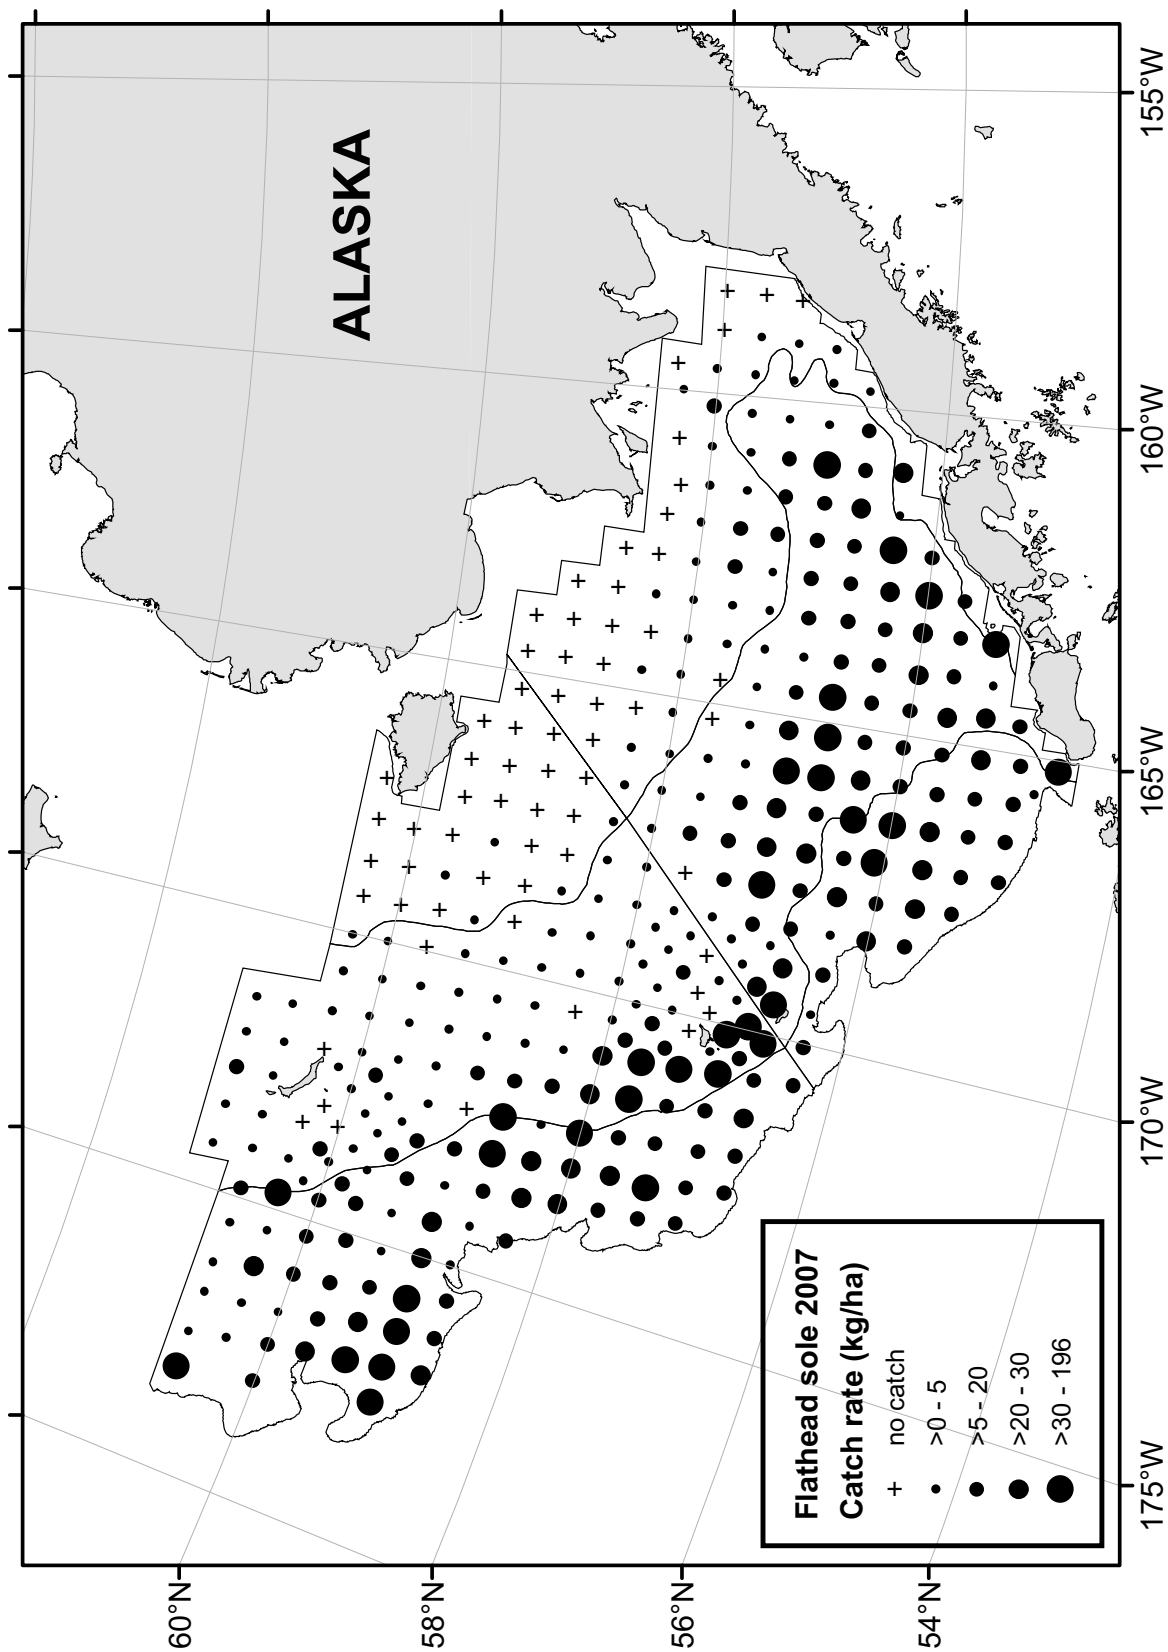 ALASKA
60°N
58°N
56°N
54°N
175°W
170°W
165°W
160°W
155°W
Flathead sole 2007
Catch rate (kg/ha)
no catch
>0 - 5
>5 - 20
>20 - 30
>30 - 196